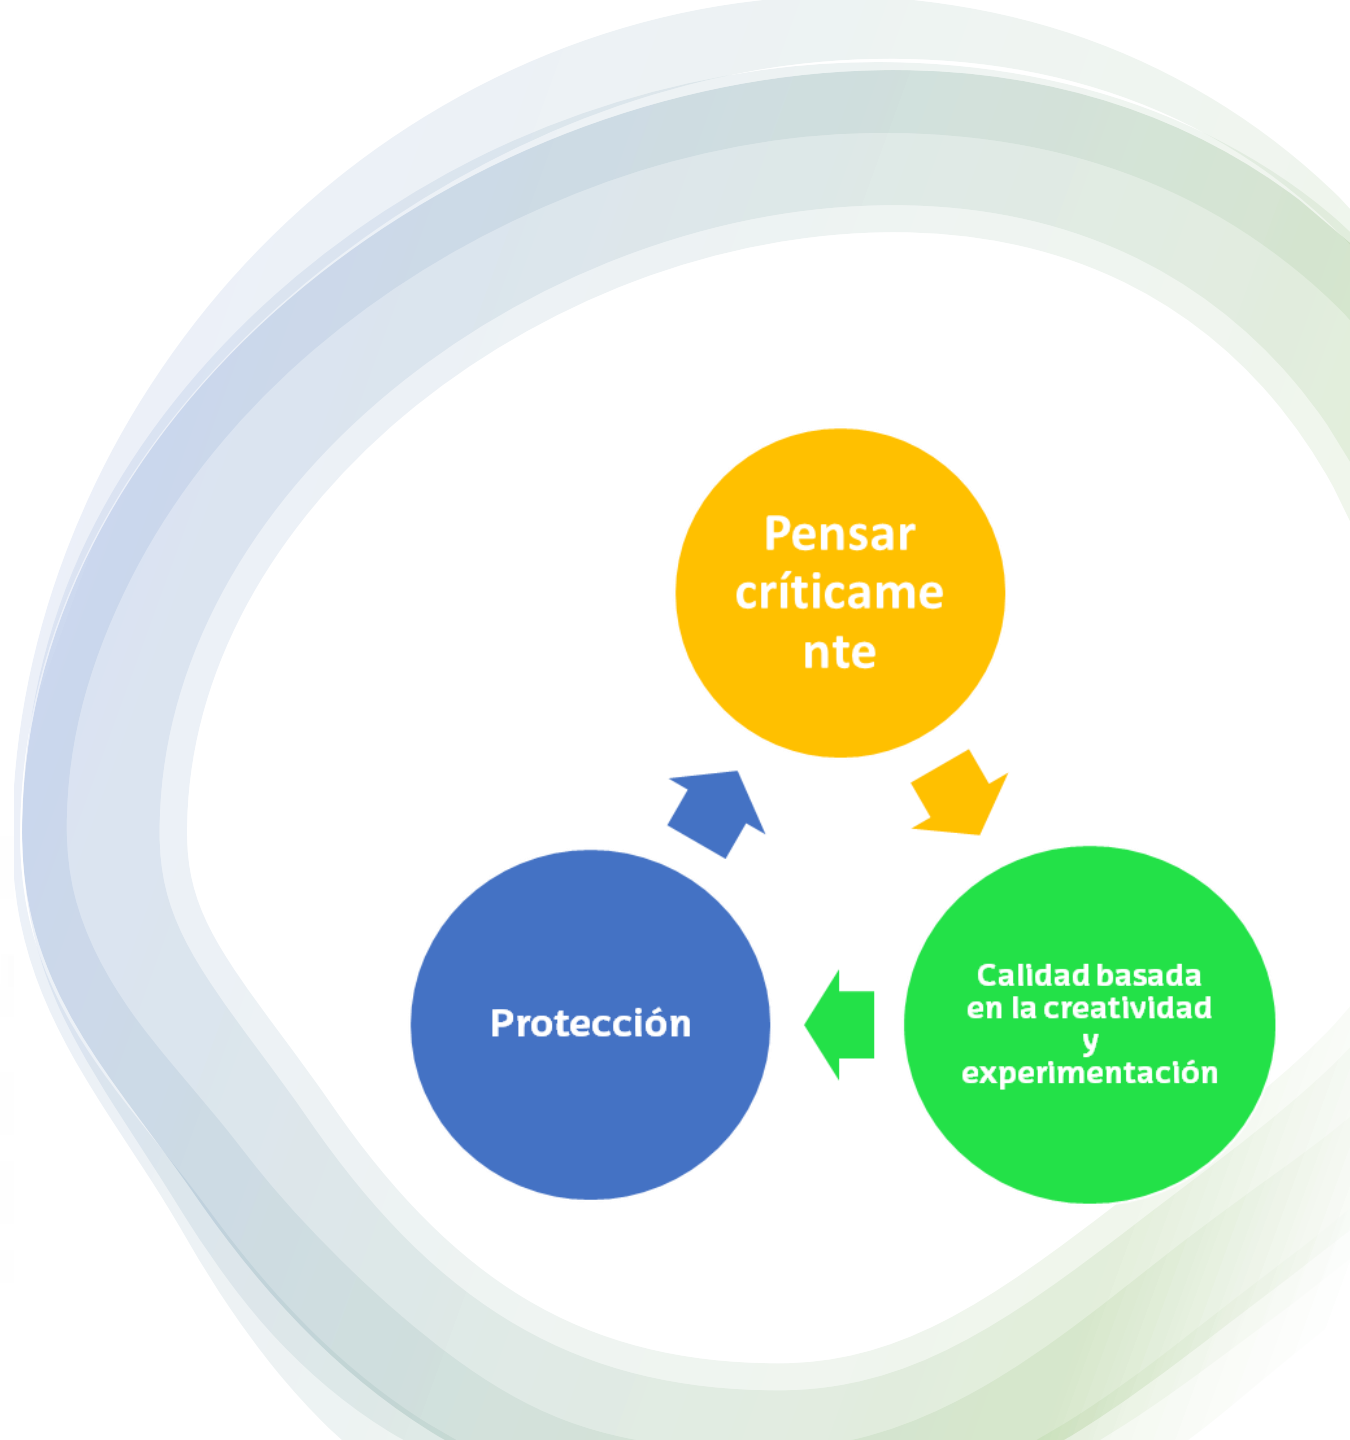 Pensar
críticame
nte
Protección
Calidad basada
en la creatividad
y
experimentación